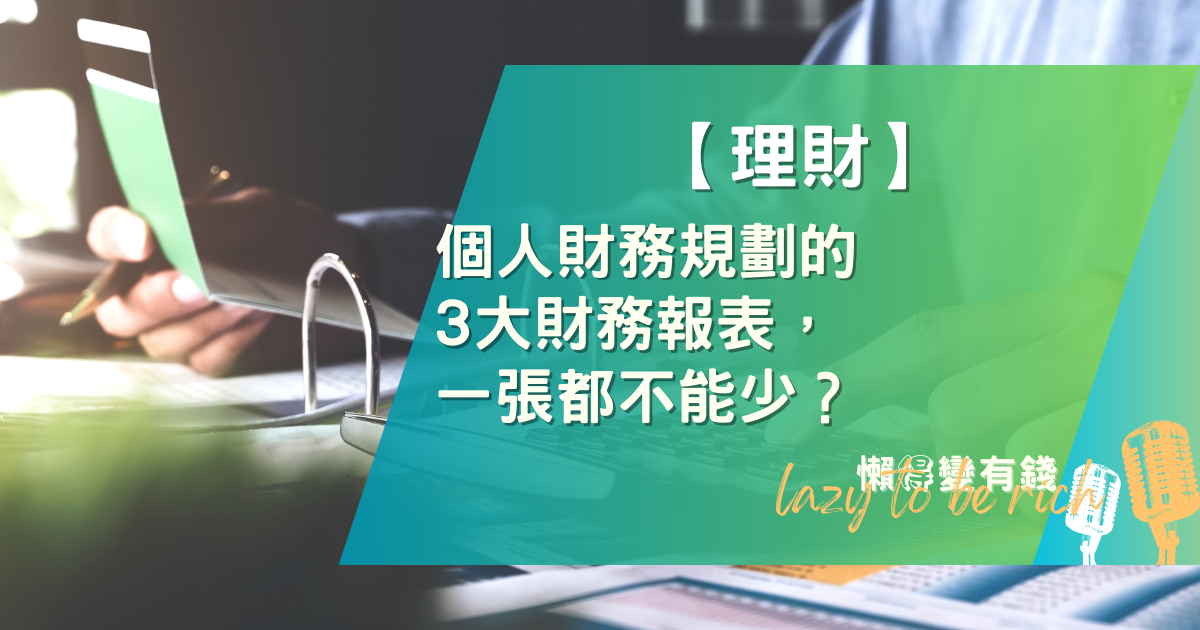 【理財】
個人財務規劃的
3大財務報表，
一張都不能少？
懶得變有錢
lazy to be rich